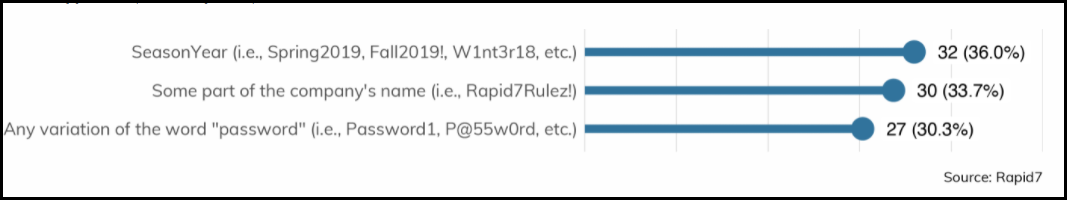 SeasonYear (i.e., Spring2019, Fall2019!, W1nt3r18, etc.) 32 (36.0%)
Some part of the company's name (i.e., Rapid7Rulez!) 30 (33.7%)
Any variation of the word "password" (i.e., Password1, P@55w0rd, etc.) 27 (30.3%)
Source: Rapid7